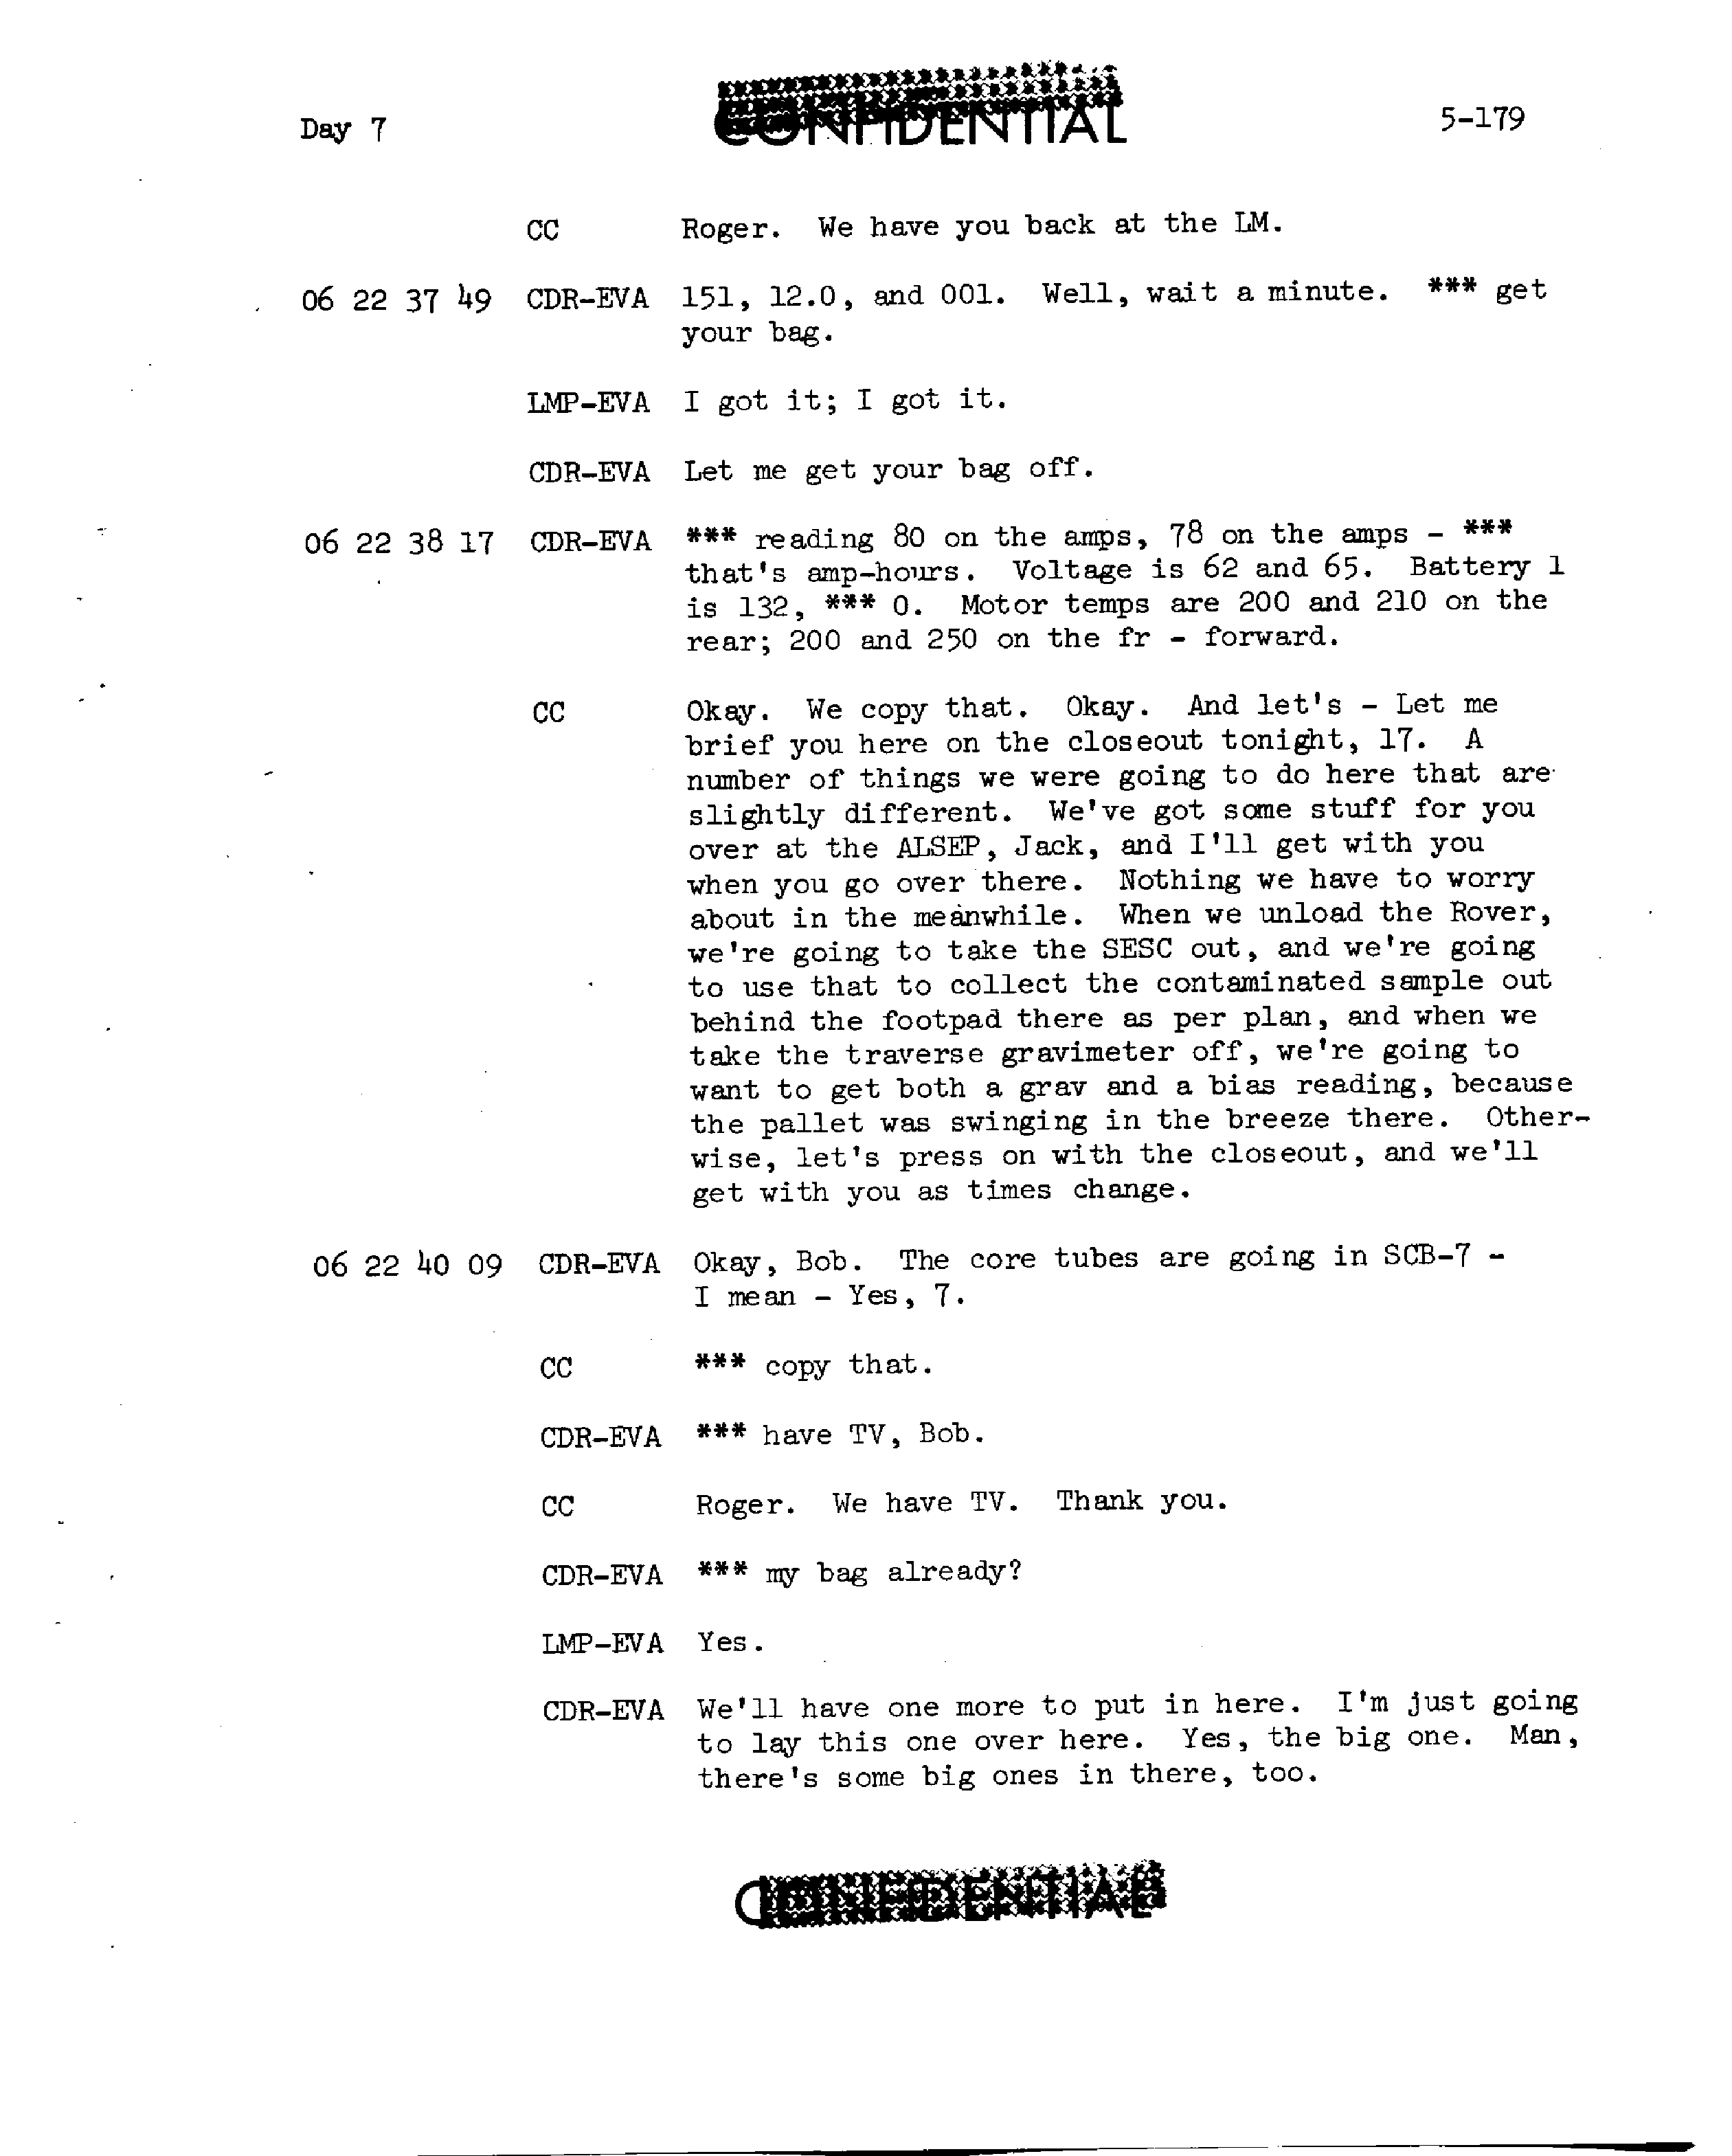 Day 7
CONFIDENTIAL
5-179
CC Roger. We have you back at the LM.
06 22 37 49 CDR-EVA 151, 12.0, and 001. Well, wait a minute. *** get
your bag.
LMP-EVA I got it; I got it.
CDR-EVA Let me get your bag off.
06 22 38 17 CDR-EVA *** reading 80 on the amps, 78 on the amps - ***
that's amp-hours. Voltage is 62 and 65. Battery 1
is 132, *** 0. Motor temps are 200 and 210 on the
rear; 200 and 250 on the fr - forward.
CC Okay. We copy that. Okay. And let's - Let me
brief you here on the closeout tonight, 17. A
number of things we were going to do here that are
slightly different. We've got some stuff for you
over at the ALSEP, Jack, and I'll get with you
when you go over there. Nothing we have to worry
about in the meanwhile. When we unload the Rover,
we're going to take the SESC out, and we're going
to use that to collect the contaminated sample out
behind the footpad there as per plan, and when we
take the traverse gravimeter off, we're going to
want to get both a grav and a bias reading, because
the pallet was swinging in the breeze there. Other-
wise, let's press on with the closeout, and we'll
get with you as times change.
06 22 40 09 CDR-EVA Okay, Bob. The core tubes are going in SCB-7 -
I mean - Yes, 7.
CC *** copy that.
CDR-EVA *** have TV, Bob.
CC Roger. We have TV. Thank you.
CDR-EVA *** my bag already?
LMP-EVA Yes.
CDR-EVA We'll have one more to put in here. I'm just going
to lay this one over here. Yes, the big one. Man,
there's some big ones in there, too.
CONFIDENTIAL